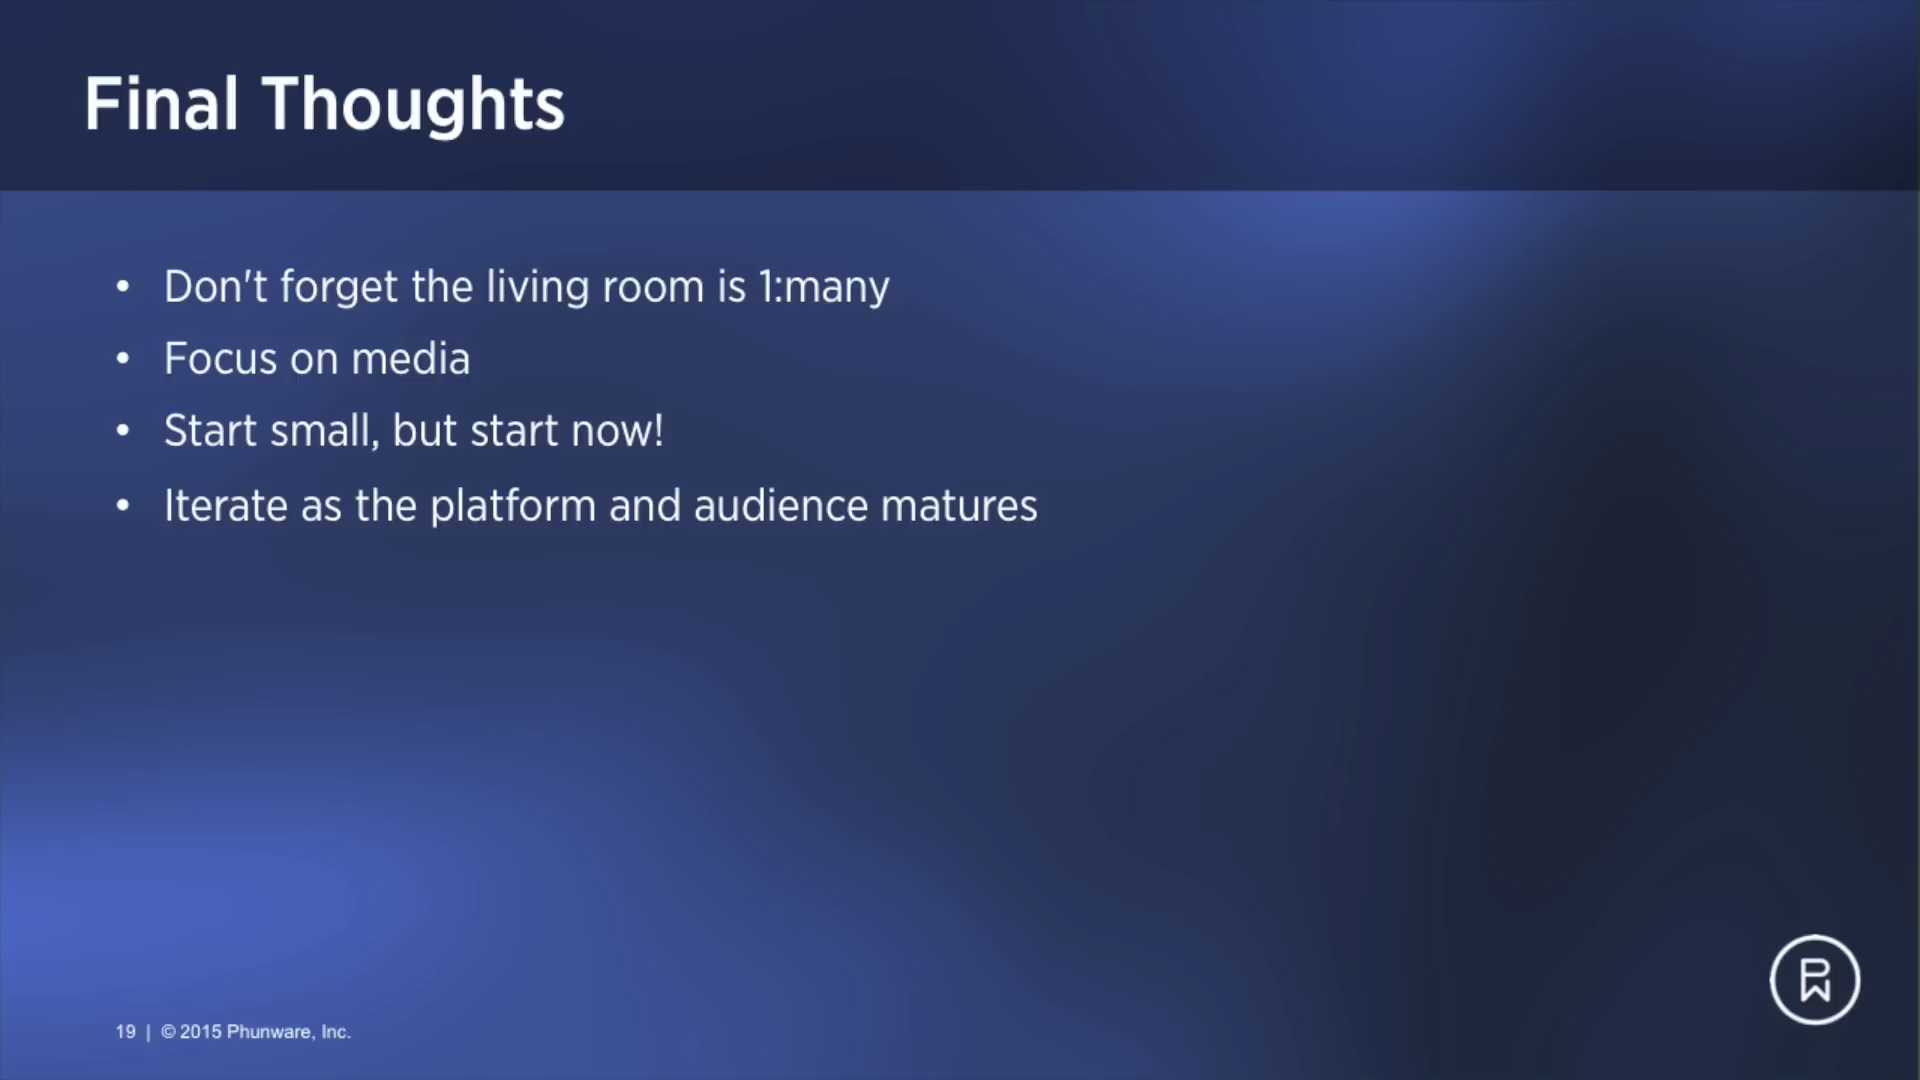 Final Thoughts
• Don't forget the living room is 1:many
• Focus on media
• Start small, but start now!
• Iterate as the platform and audience matures
19 | © 2015 Phunware, Inc.
PW